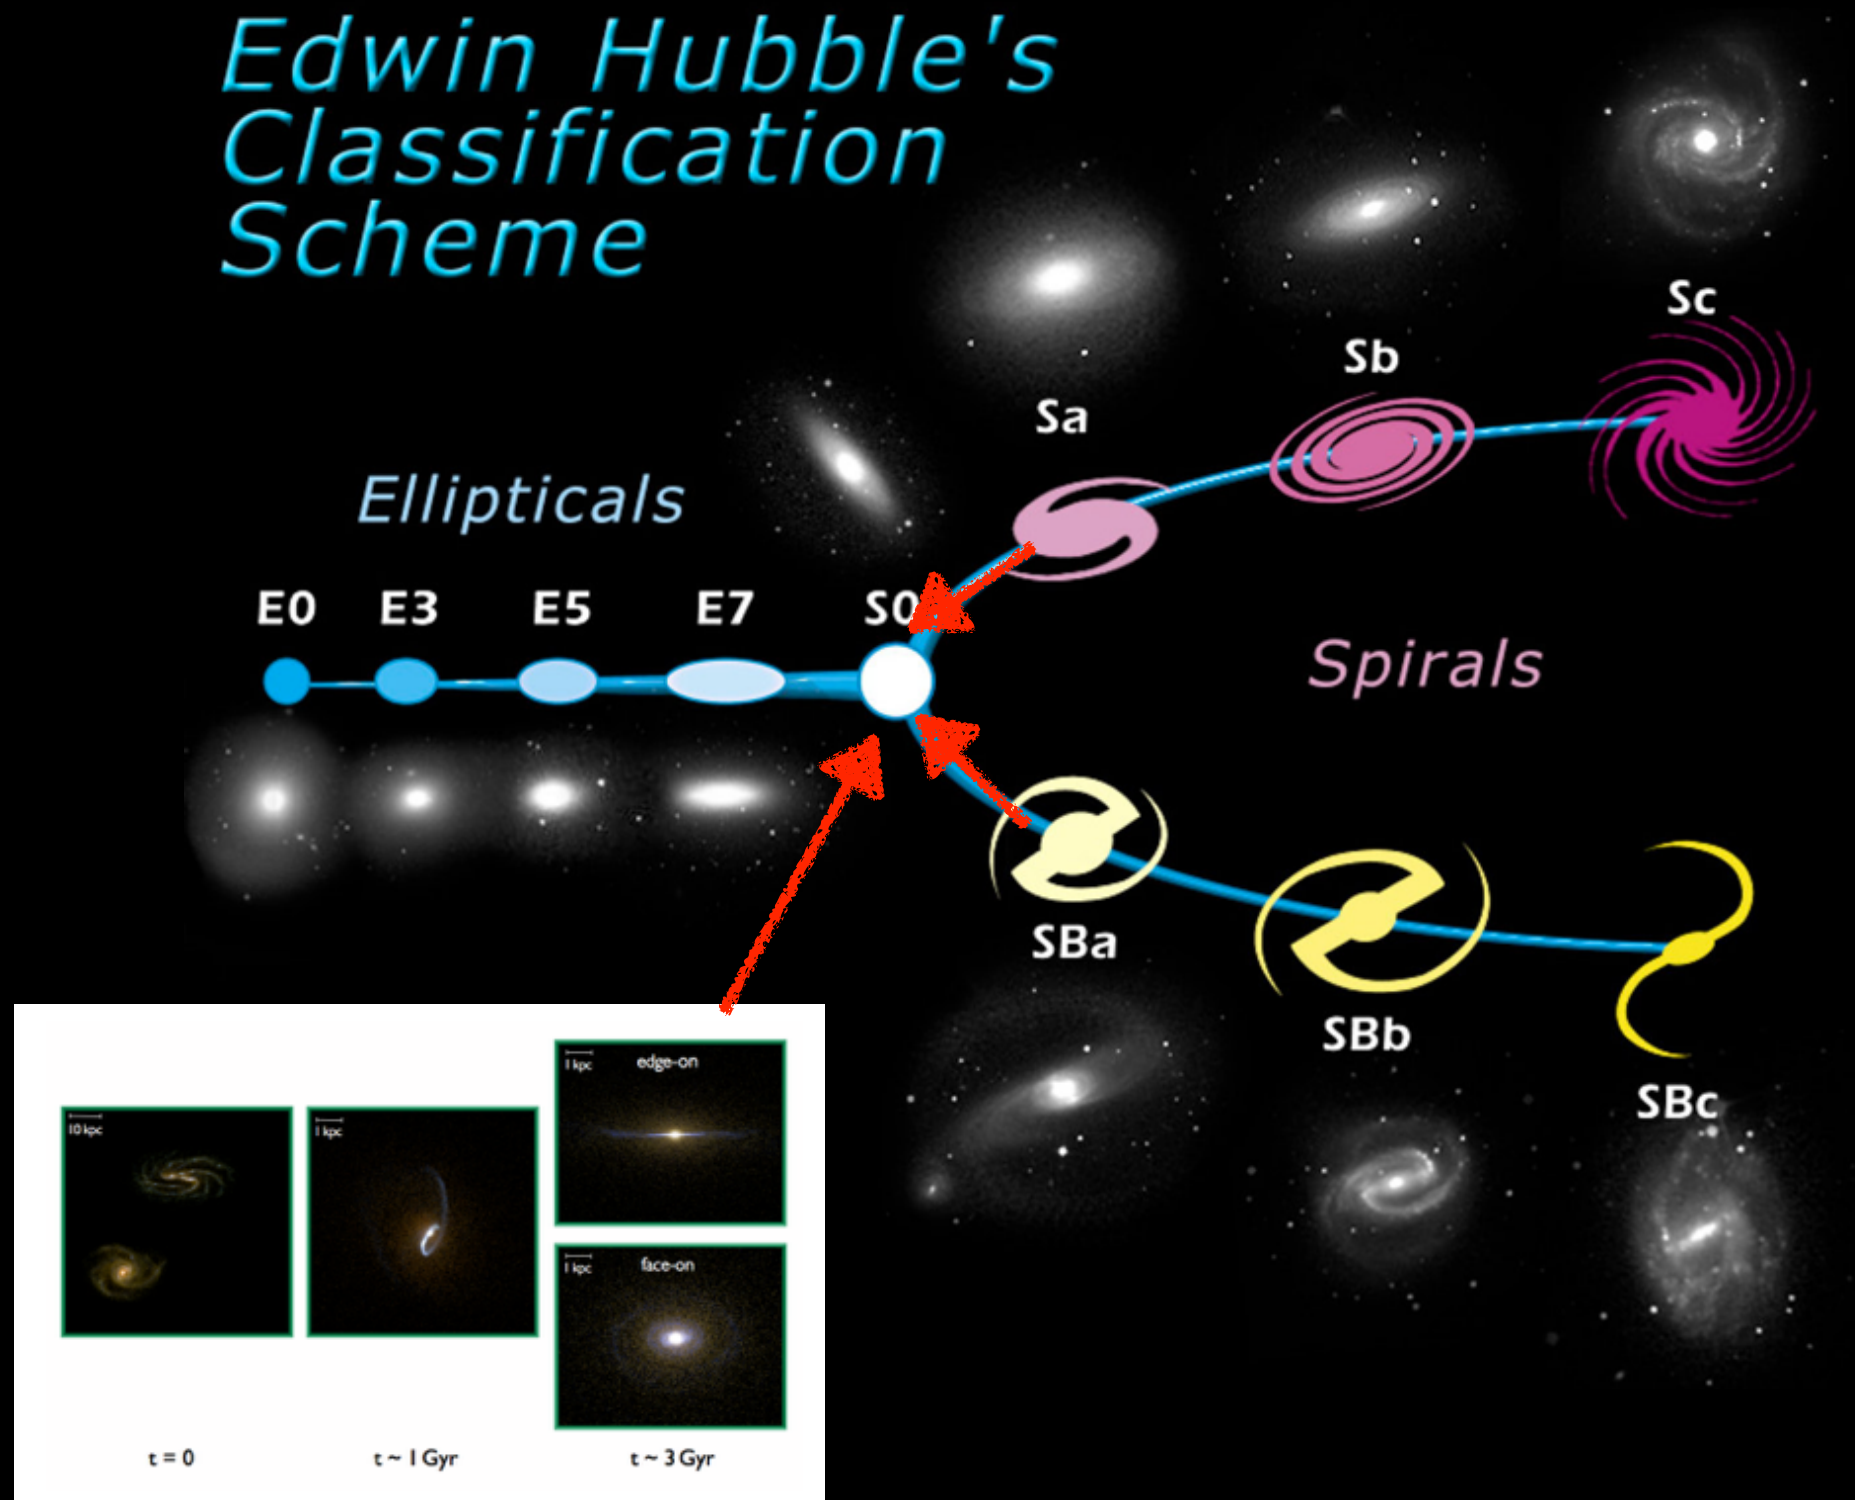 Edwin Hubble's
Classification
Scheme
Sc
Sb
Sa
Ellipticals
E0 E3 E5 E7 S0
Spirals
SBa
SBb
SBc
1 kpc edge-on
10 kpc
1 kpc
1 kpc face-on
t = 0
t ~ 1 Gyr
t ~ 3 Gyr